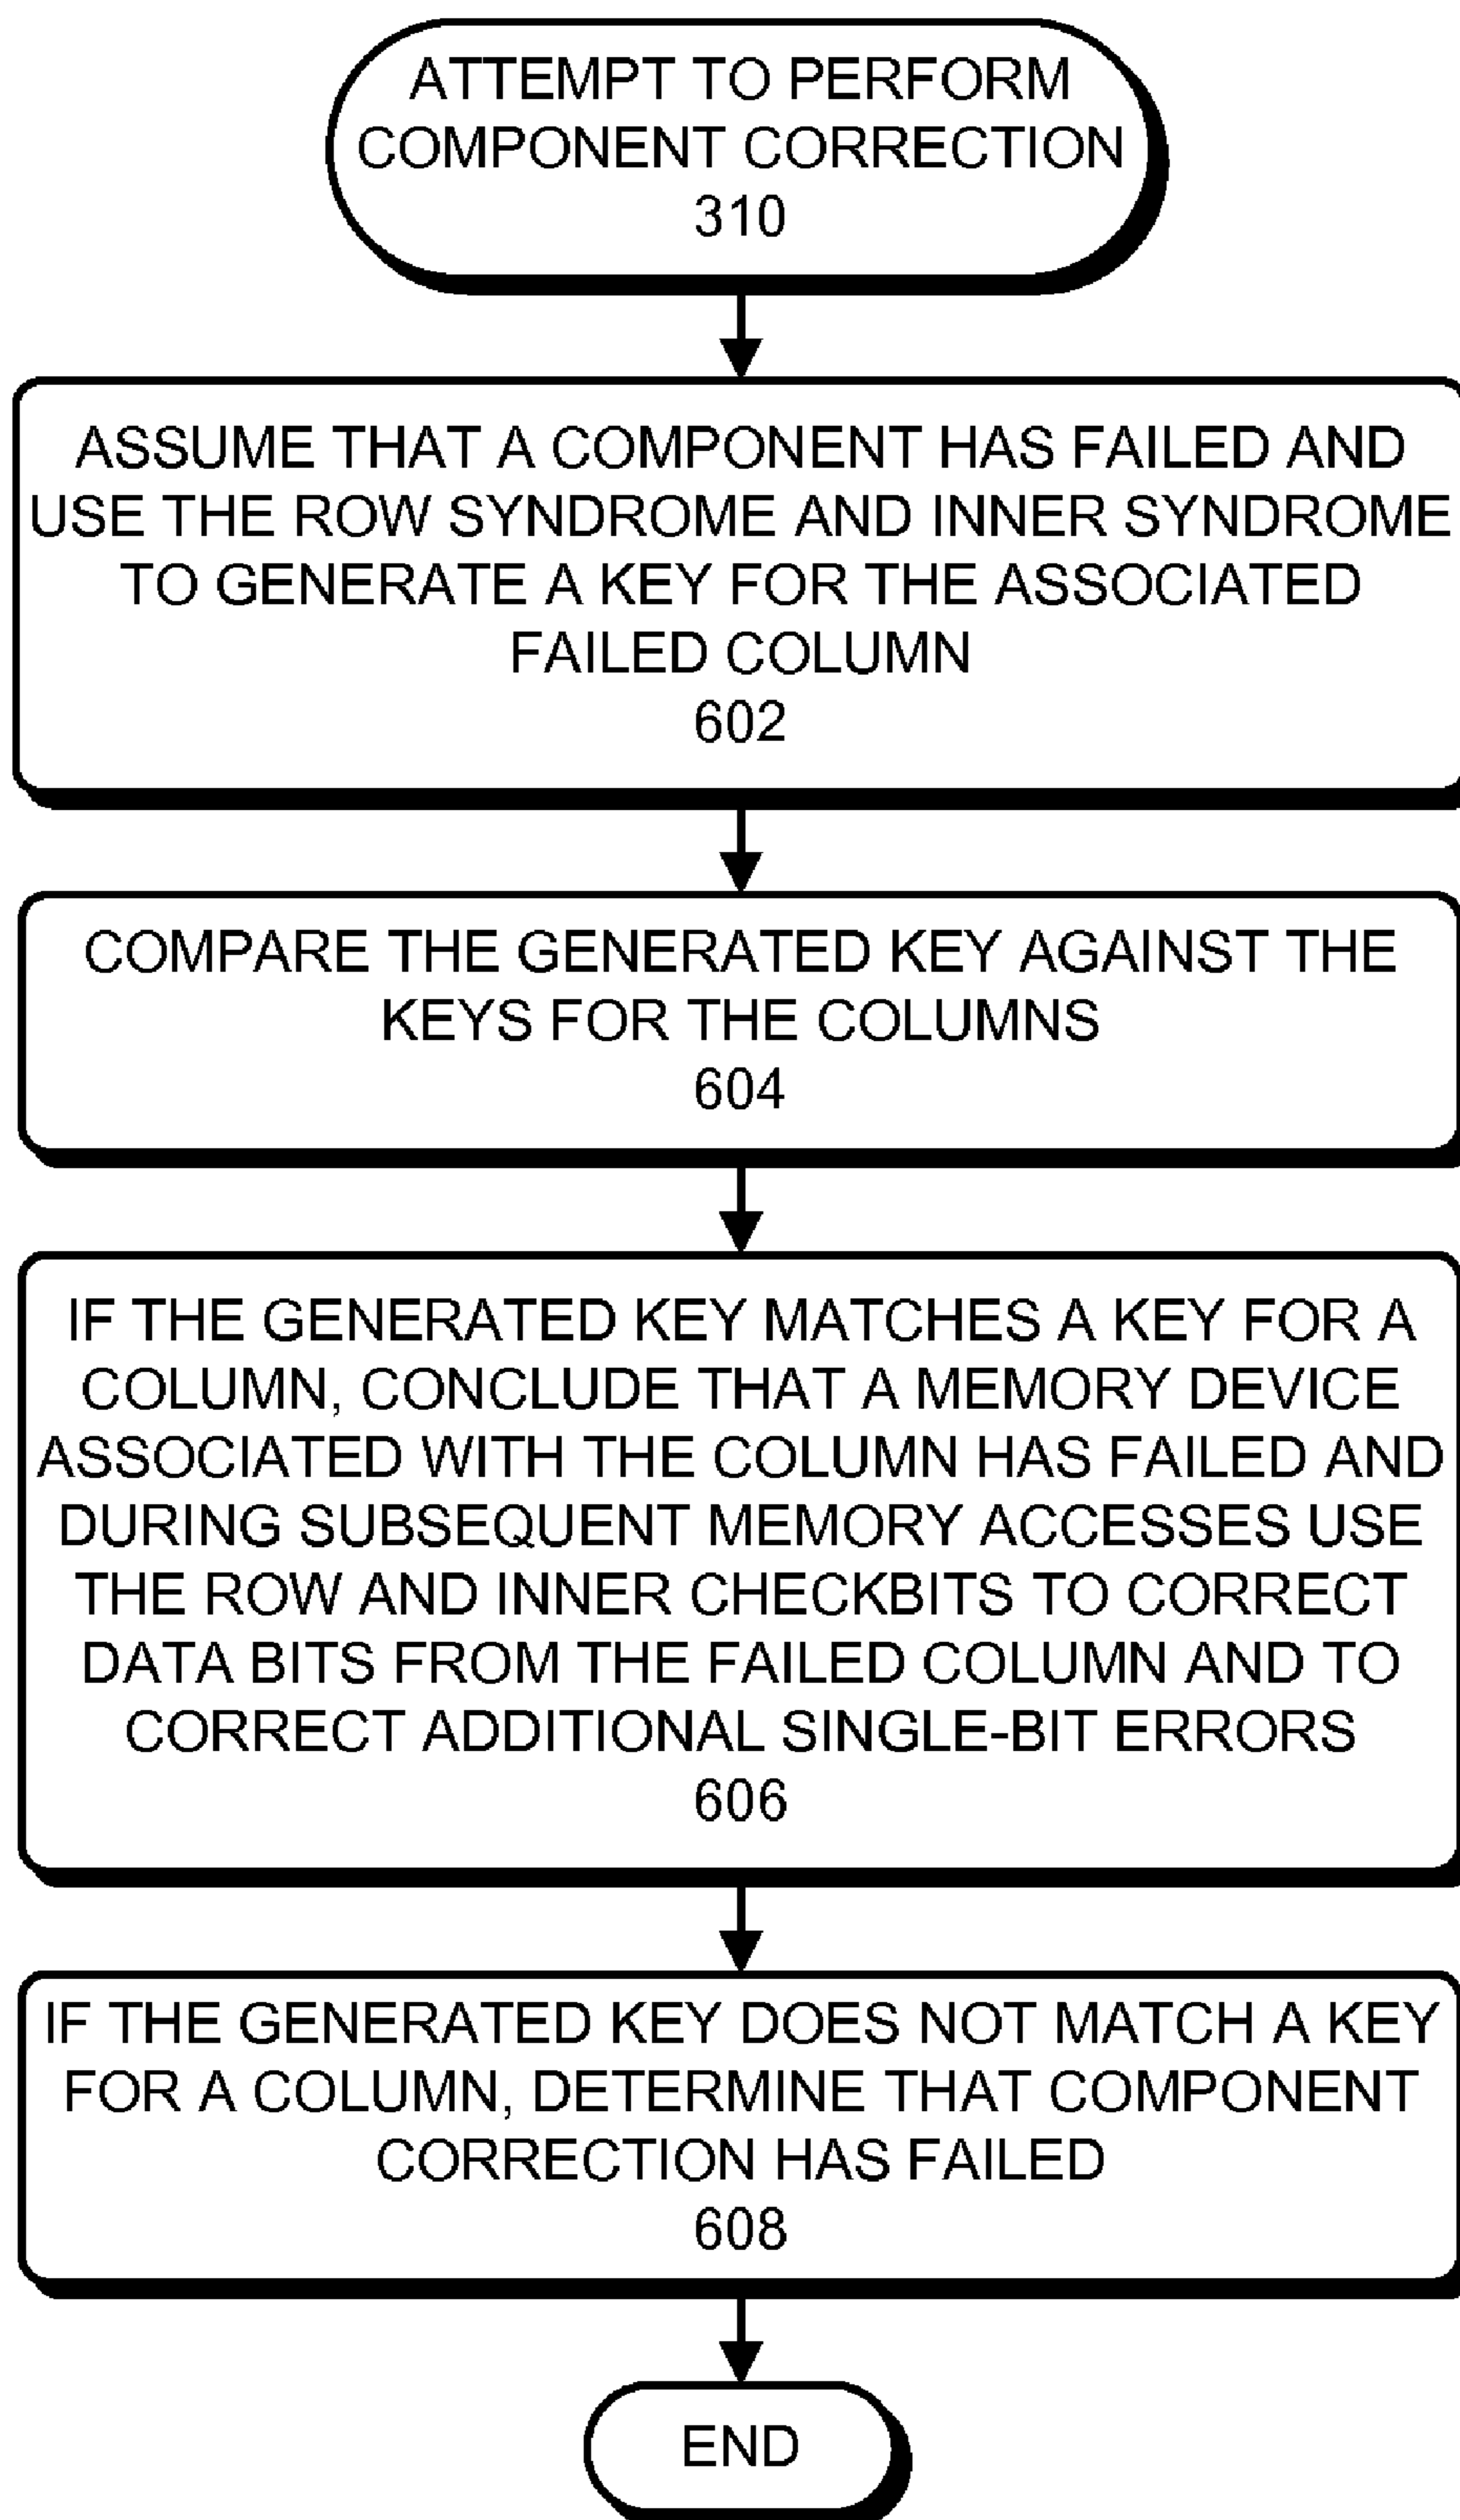 ATTEMPT TO PERFORM
COMPONENT CORRECTION
310
ASSUME THAT A COMPONENT HAS FAILED AND
USE THE ROW SYNDROME AND INNER SYNDROME
TO GENERATE A KEY FOR THE ASSOCIATED
FAILED COLUMN
602
COMPARE THE GENERATED KEY AGAINST THE
KEYS FOR THE COLUMNS
604
IF THE GENERATED KEY MATCHES A KEY FOR A
COLUMN, CONCLUDE THAT A MEMORY DEVICE
ASSOCIATED WITH THE COLUMN HAS FAILED AND
DURING SUBSEQUENT MEMORY ACCESSES USE
THE ROW AND INNER CHECKBITS TO CORRECT
DATA BITS FROM THE FAILED COLUMN AND TO
CORRECT ADDITIONAL SINGLE-BIT ERRORS
606
IF THE GENERATED KEY DOES NOT MATCH A KEY
FOR A COLUMN, DETERMINE THAT COMPONENT
CORRECTION HAS FAILED
608
END